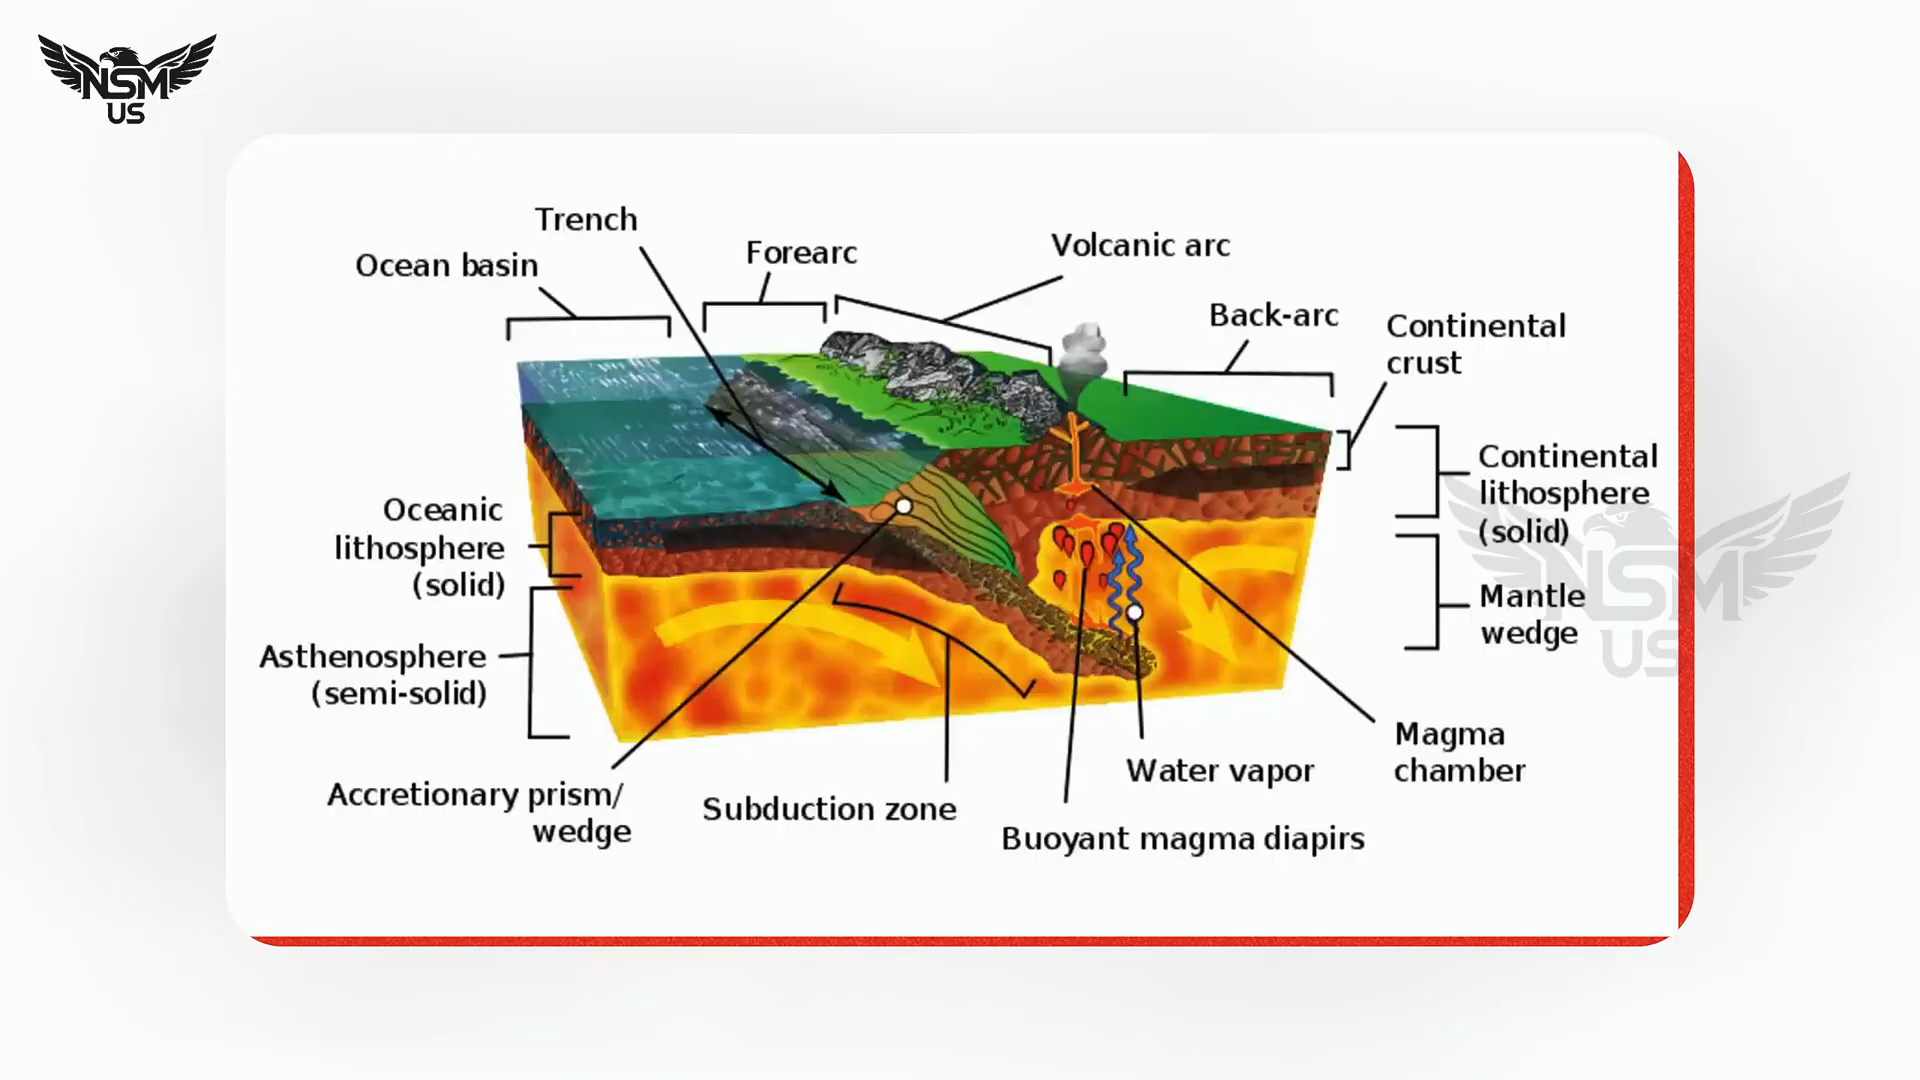 NSM
US
Trench
Ocean basin
Forearc
Volcanic arc
Back-arc
Continental
crust
Continental
lithosphere
(solid)
Oceanic
lithosphere
(solid)
Mantle
wedge
NSM
US
Asthenosphere
(semi-solid)
Magma
chamber
Water vapor
Accretionary prism/
wedge
Subduction zone
Buoyant magma diapirs